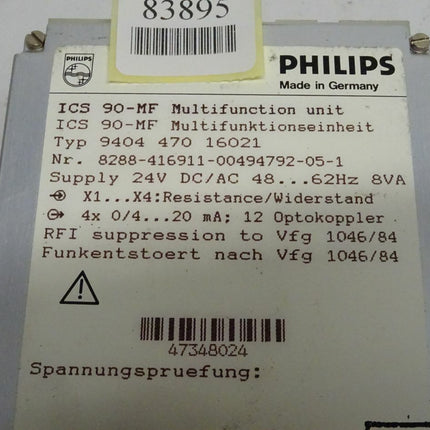 83895
PHILIPS
PHILIPS
Made in Germany
ICS 90-MF Multifunction unit
ICS 90-MF Multifunktionseinheit
Typ 9404 470 16021
Nr. 8288-416911-00494792-05-1
Supply 24V DC/AC 48...62Hz 8VA
X1...X4:Resistance/Widerstand
4x 0/4...20 mA; 12 Optokoppler
RFI suppression to Vfg 1046/84
Funkentstoert nach Vfg 1046/84
47348024
Spannungspruefung: